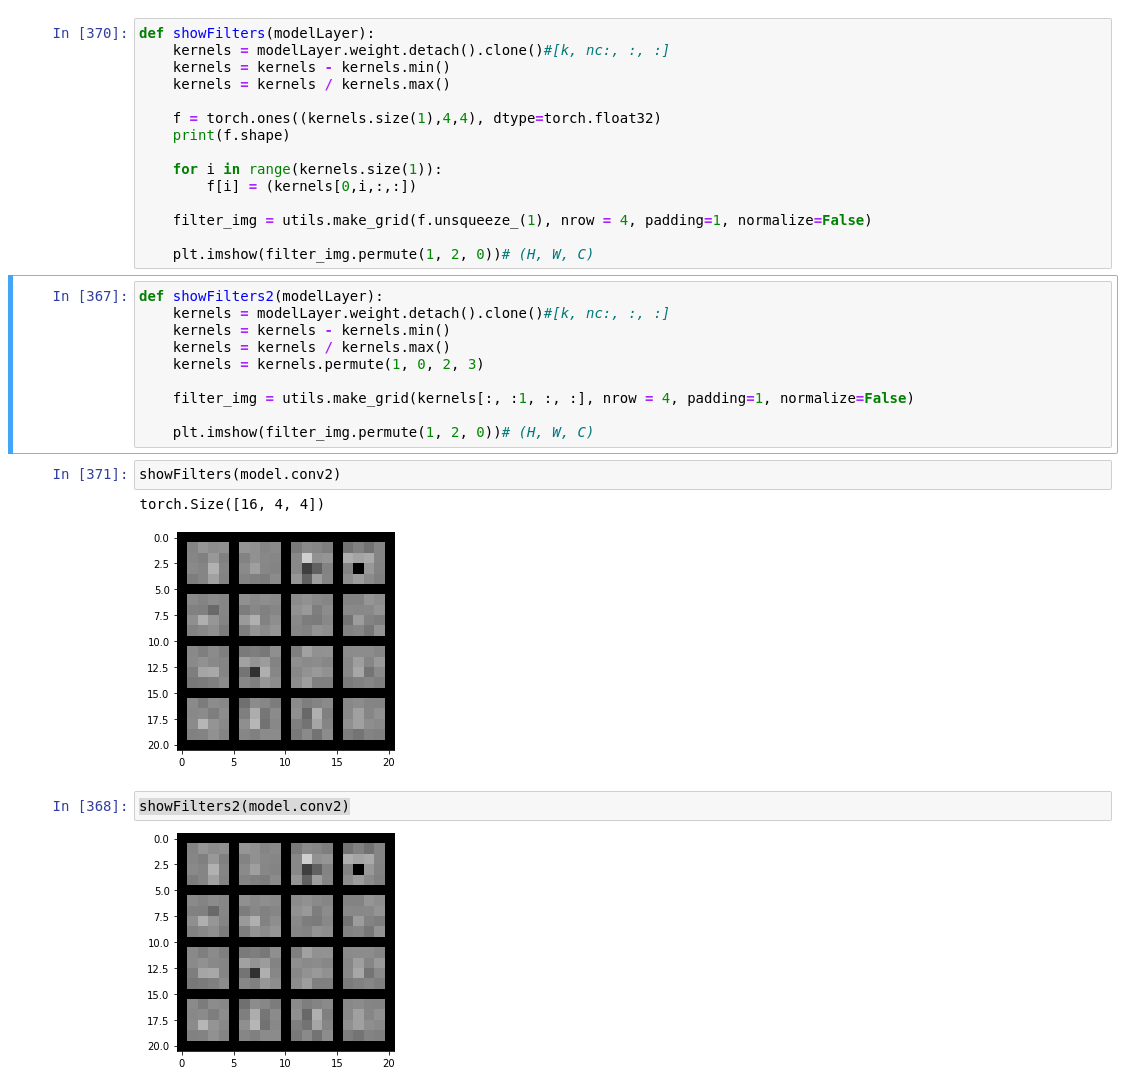 In [370]: def showFilters(modelLayer):
    kernels = modelLayer.weight.detach().clone()#[k, nc:, :, :]
    kernels = kernels - kernels.min()
    kernels = kernels / kernels.max()
    f = torch.ones((kernels.size(1),4,4), dtype=torch.float32)
    print(f.shape)
    for i in range(kernels.size(1)):
        f[i] = (kernels[0,i,:,:])
    filter_img = utils.make_grid(f.unsqueeze_(1), nrow = 4, padding=1, normalize=False)
    plt.imshow(filter_img.permute(1, 2, 0))# (H, W, C)
In [367]: def showFilters2(modelLayer):
    kernels = modelLayer.weight.detach().clone()#[k, nc:, :, :]
    kernels = kernels - kernels.min()
    kernels = kernels / kernels.max()
    kernels = kernels.permute(1, 0, 2, 3)
    filter_img = utils.make_grid(kernels[:, :1, :, :], nrow = 4, padding=1, normalize=False)
    plt.imshow(filter_img.permute(1, 2, 0))# (H, W, C)
In [371]: showFilters(model.conv2)
torch.Size([16, 4, 4])
0.0
2.5
5.0
7.5
10.0
12.5
15.0
17.5
20.0
0 5 10 15 20
In [368]: showFilters2(model.conv2)
0.0
2.5
5.0
7.5
10.0
12.5
15.0
17.5
20.0
0 5 10 15 20